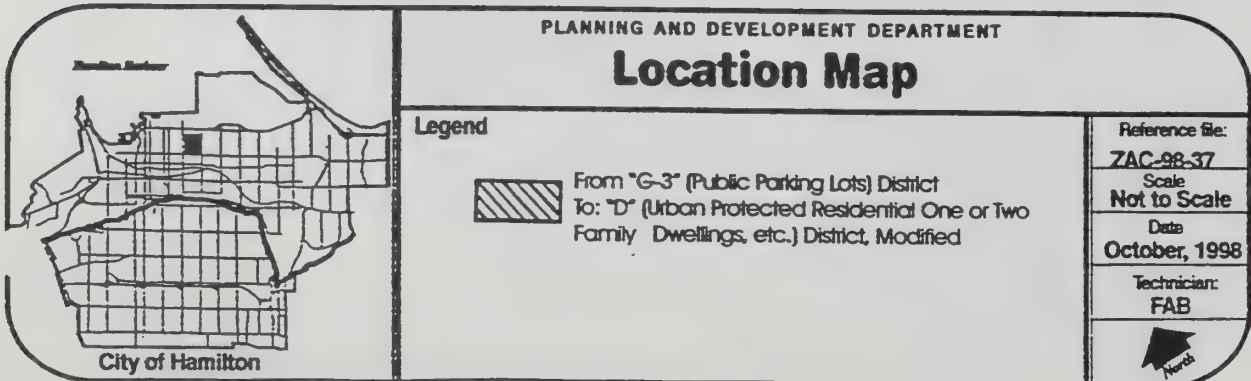 PLANNING AND DEVELOPMENT DEPARTMENT
Location Map
Hamilton Harbour
City of Hamilton
Legend
From "G-3" (Public Parking Lots) District
To: "D" (Urban Protected Residential One or Two
Family Dwellings, etc.) District, Modified
Reference file:
ZAC-98-37
Scale
Not to Scale
Date
October, 1998
Technician:
FAB
North